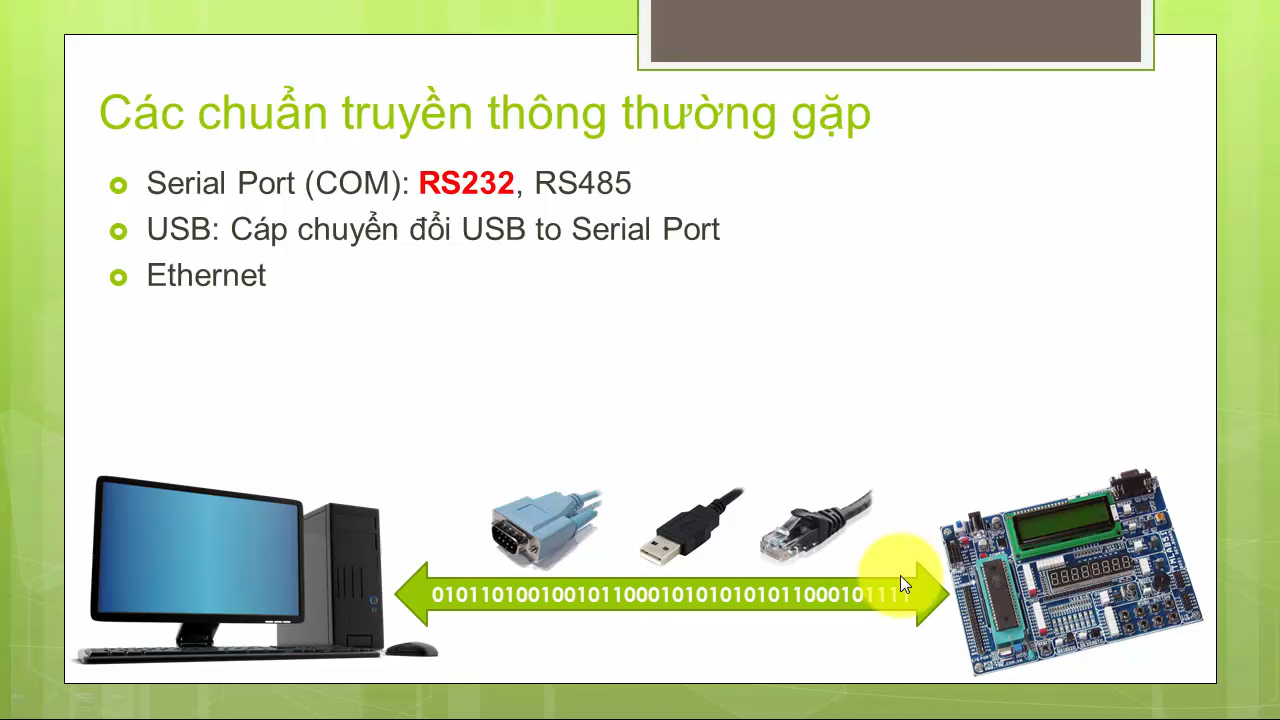 Các chuẩn truyền thông thường gặp
Serial Port (COM): RS232, RS485
USB: Cáp chuyển đổi USB to Serial Port
Ethernet
0101101001001011000101010101011000101111